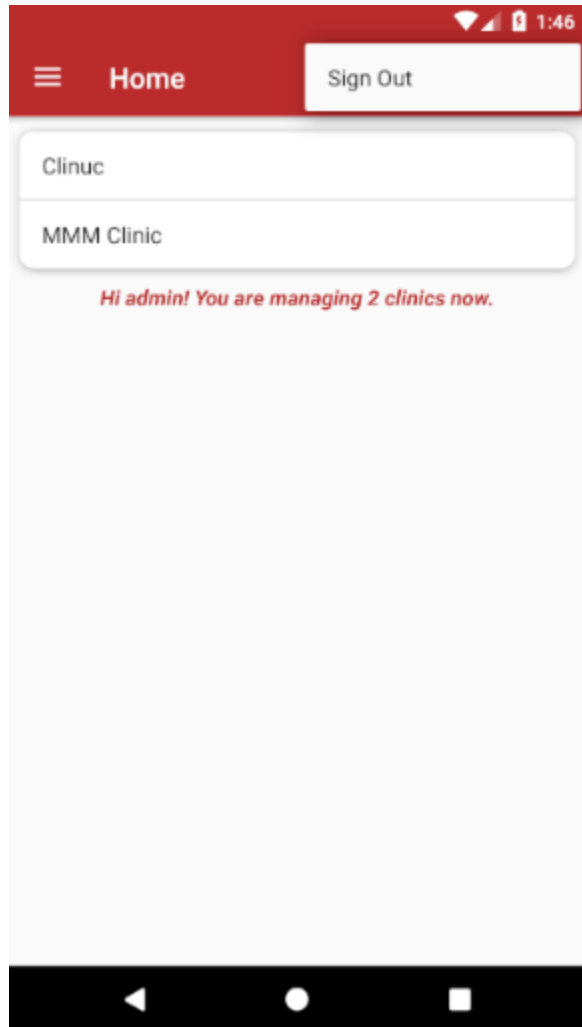 1:46
Home
Sign Out
Clinuc
MMM Clinic
Hi admin! You are managing 2 clinics now.